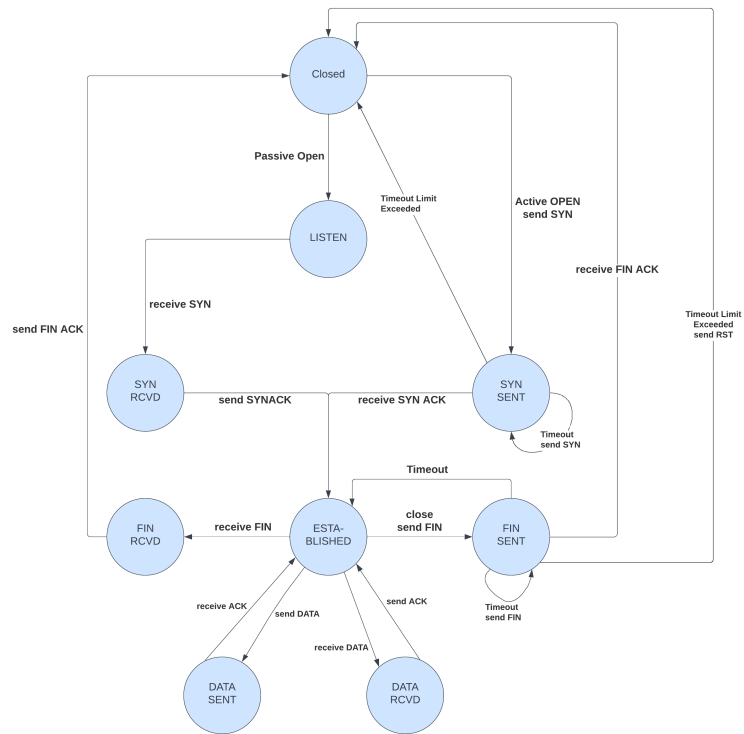 Closed
Passive Open
Timeout Limit
Exceeded
Active OPEN
send SYN
LISTEN
receive FIN ACK
receive SYN
send FIN ACK
Timeout Limit
Exceeded
send RST
SYN
RCVD
send SYNACK
receive SYN ACK
SYN
SENT
Timeout
send SYN
Timeout
FIN
RCVD
receive FIN
ESTA-
BLISHED
close
send FIN
FIN
SENT
receive ACK
send DATA
send ACK
Timeout
send FIN
receive DATA
DATA
SENT
DATA
RCVD